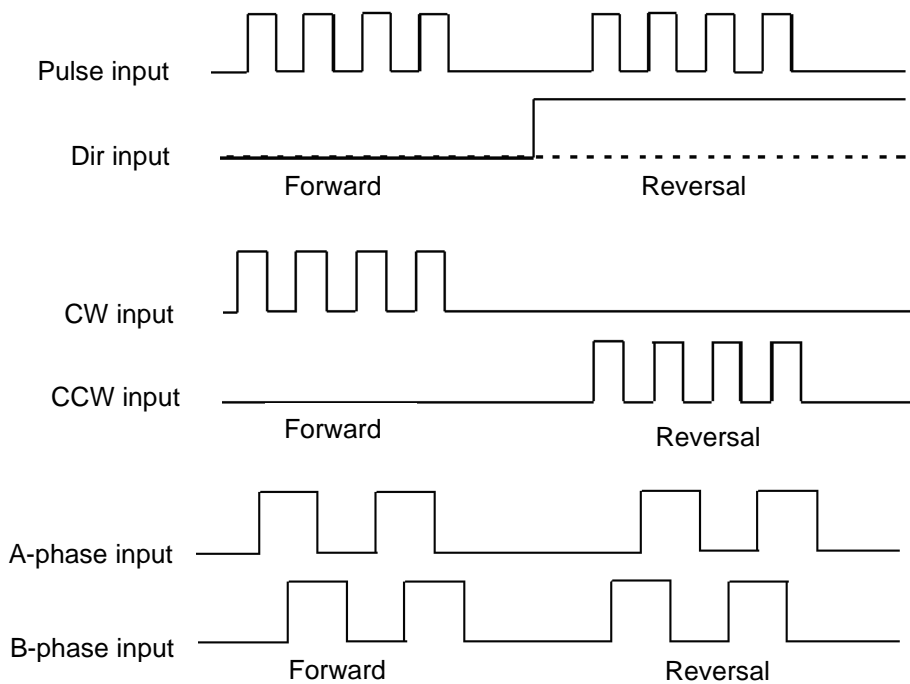 Pulse input
Dir input
Forward Reversal
CW input
CCW input
Forward Reversal
A-phase input
B-phase input
Forward Reversal